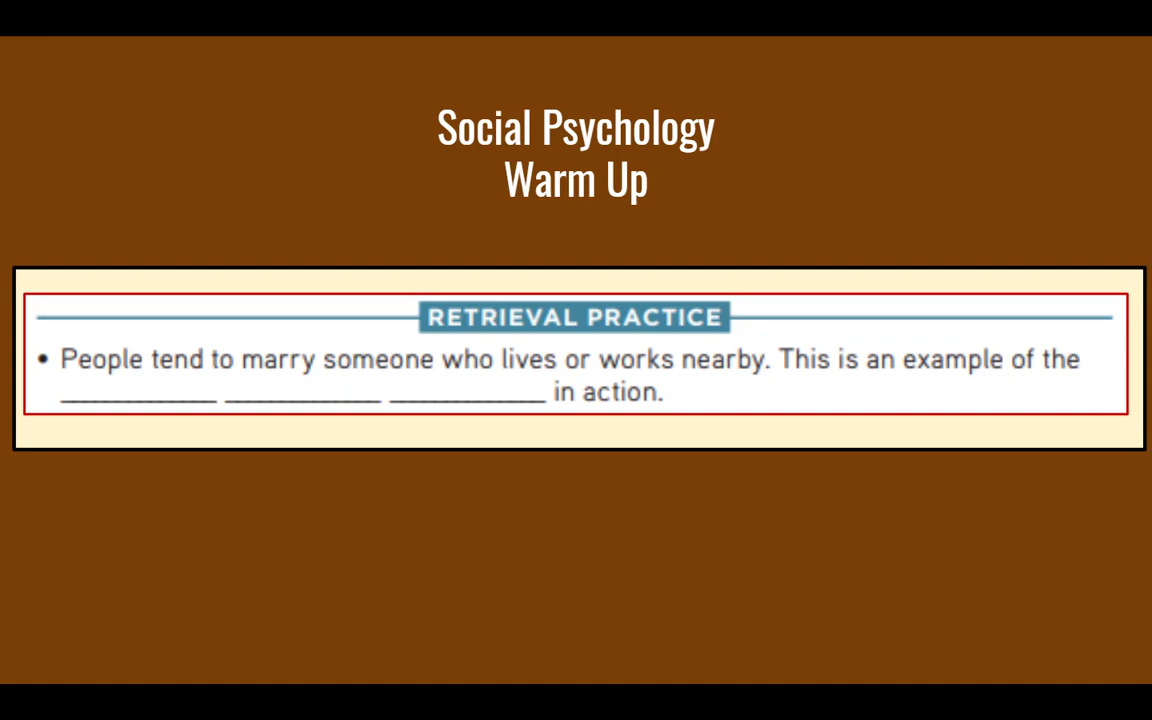 Social Psychology
Warm Up
RETRIEVAL PRACTICE
• People tend to marry someone who lives or works nearby. This is an example of the
____________ ____________ ____________ in action.